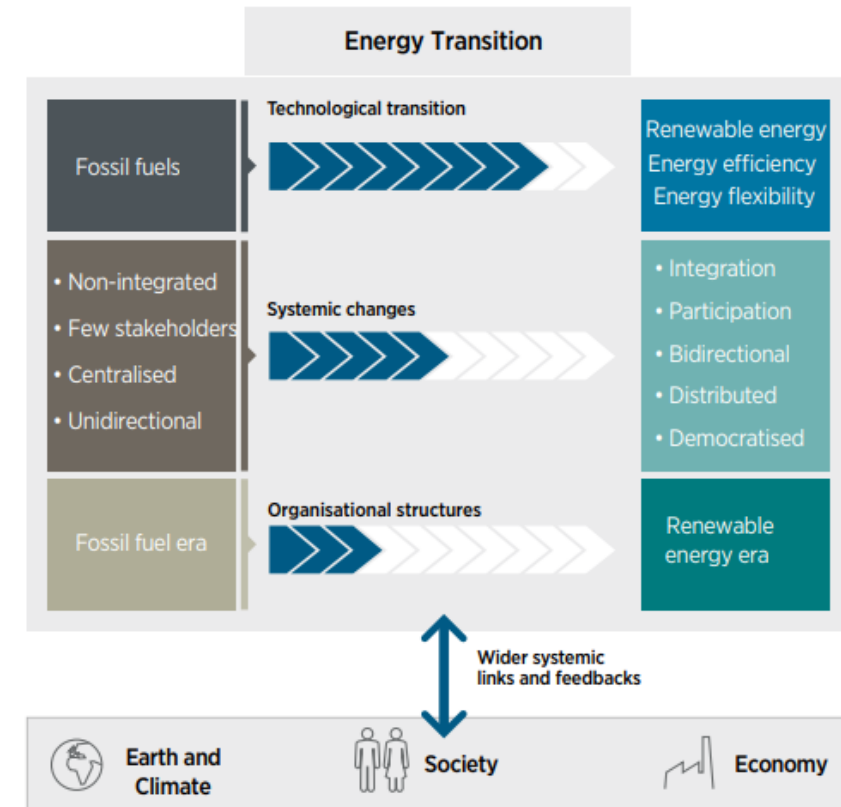 Energy Transition
Technological transition
Fossil fuels
Renewable energy
Energy efficiency
Energy flexibility
• Non-integrated
• Few stakeholders
• Centralised
• Unidirectional
Systemic changes
• Integration
• Participation
• Bidirectional
• Distributed
• Democratised
Organisational structures
Fossil fuel era
Renewable
energy era
Wider systemic
links and feedbacks
Earth and
Climate
Society
Economy